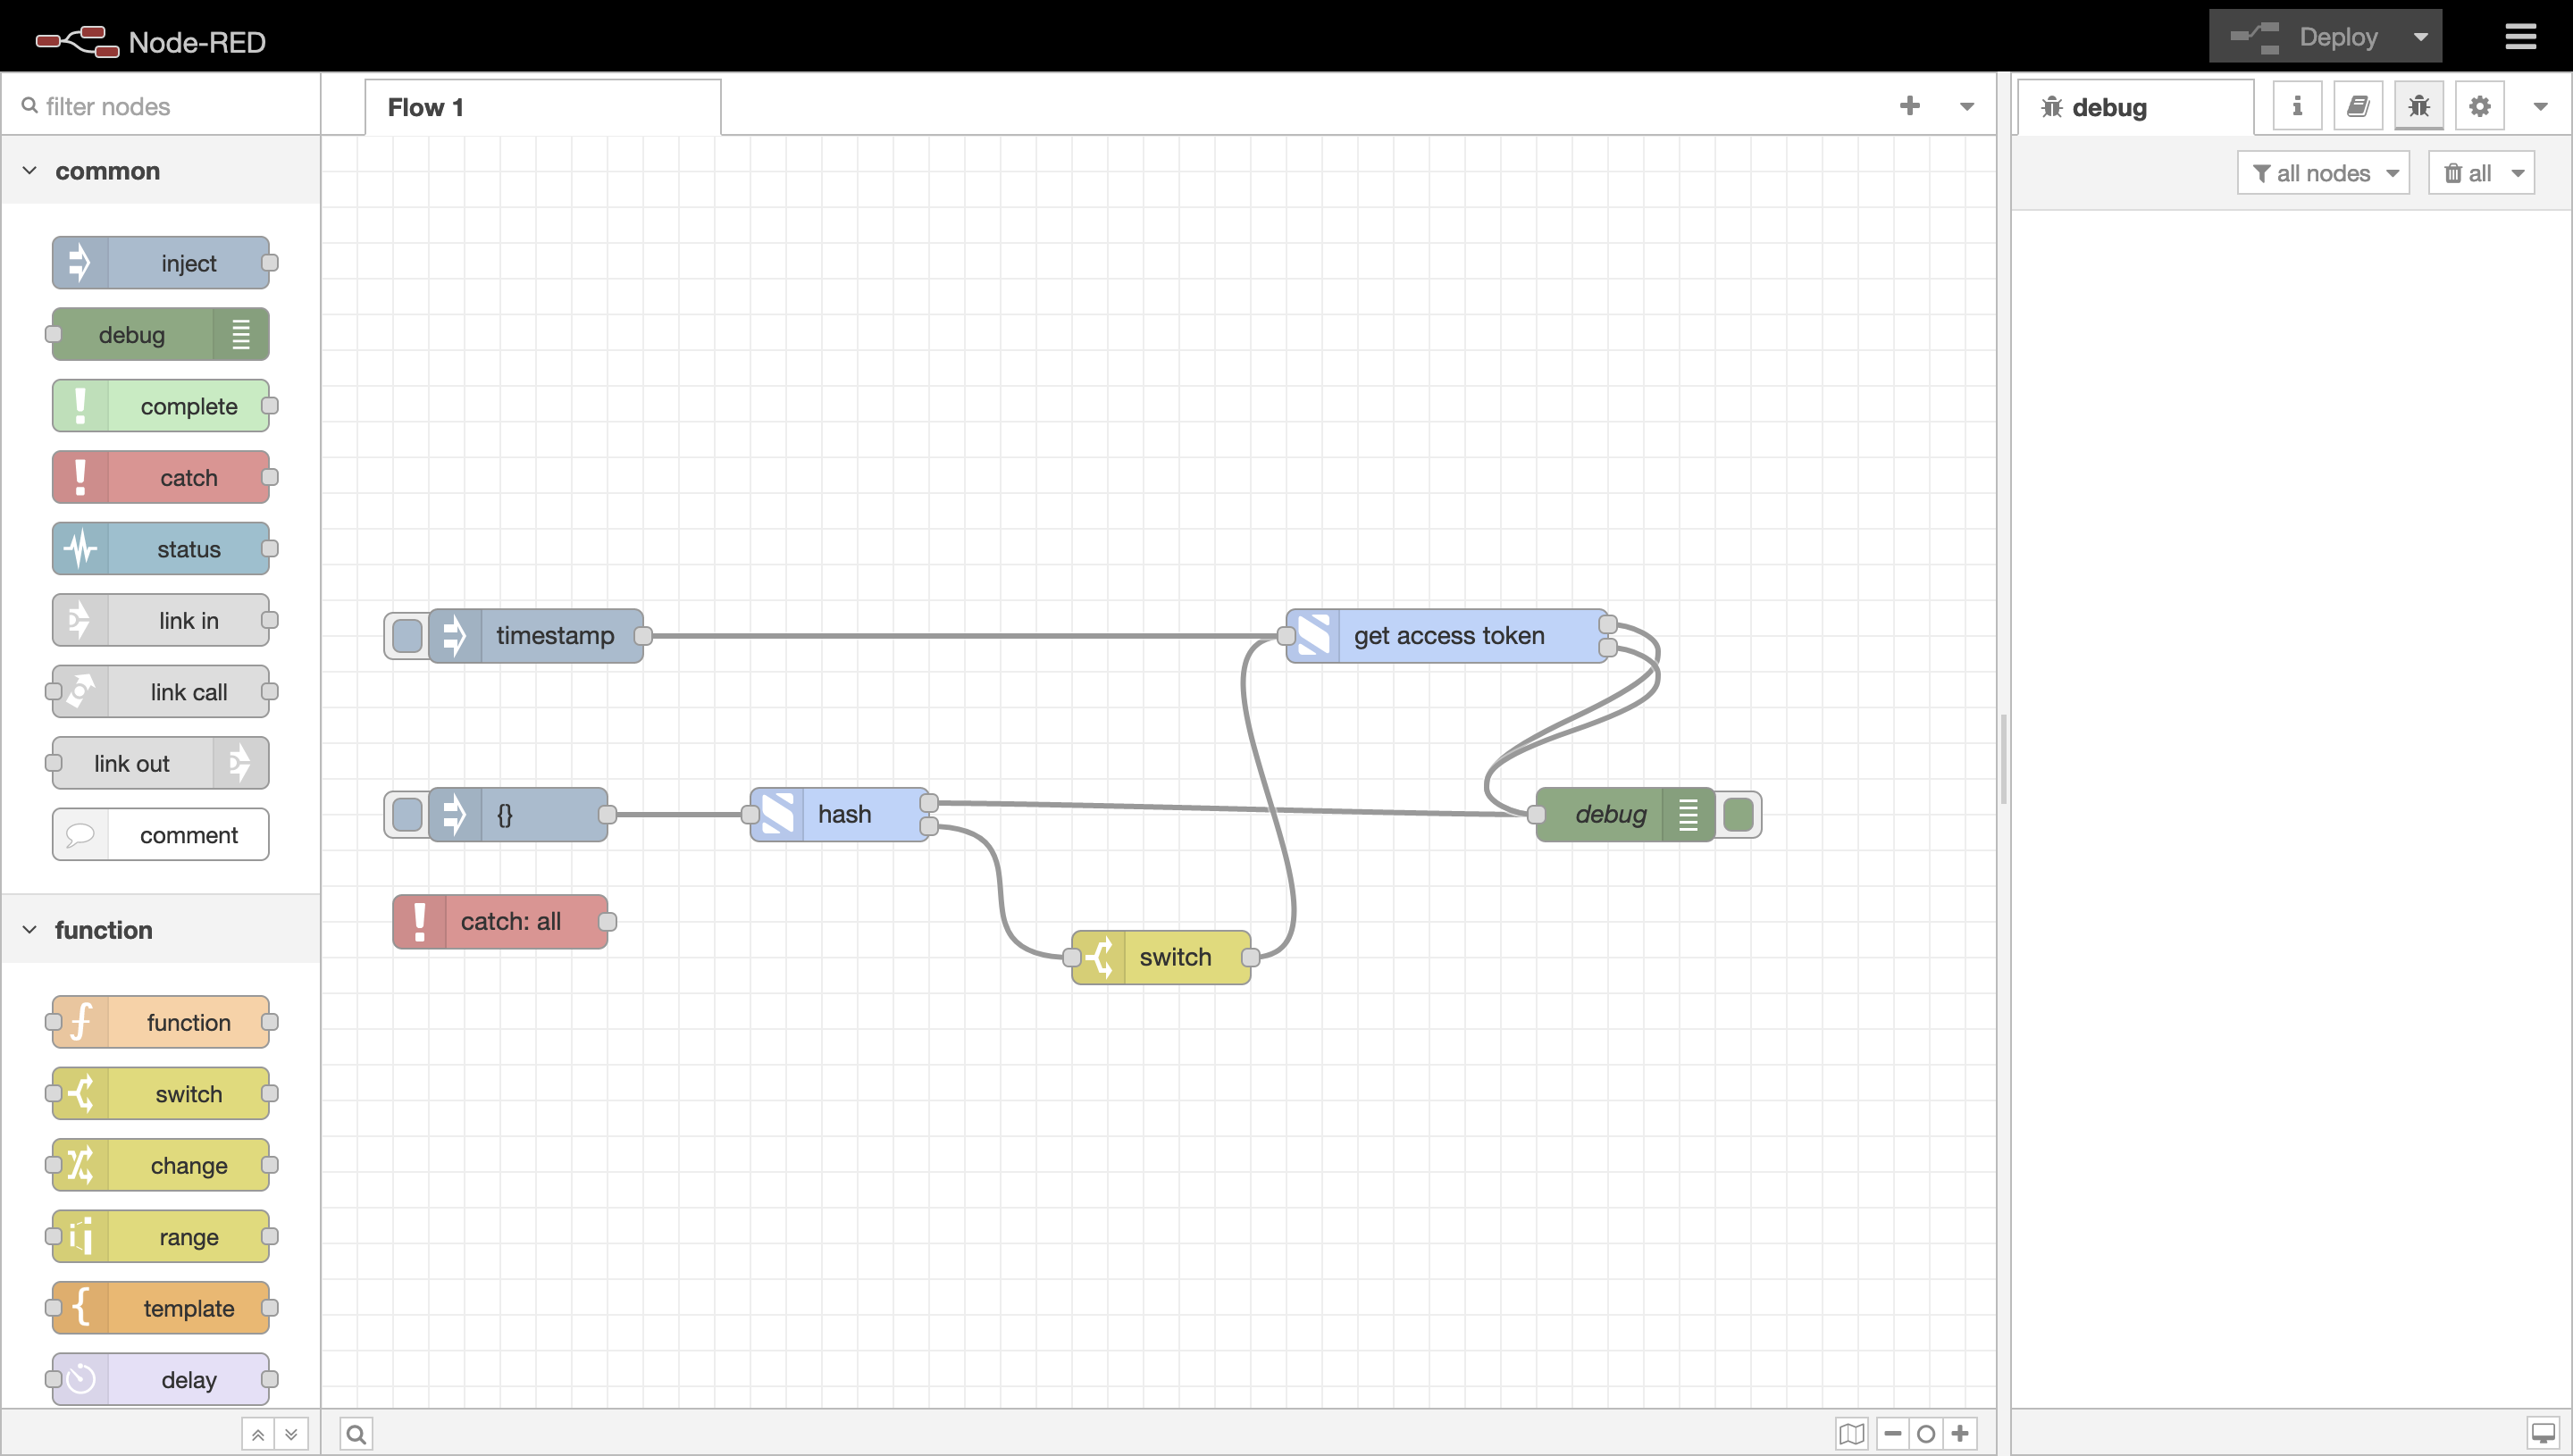 Node-RED
Deploy
filter nodes
Flow 1
debug
i
all nodes
all
common
inject
debug
complete
catch
status
link in
link call
link out
comment
function
function
switch
change
range
template
delay
timestamp
get access token
{}
hash
debug
catch: all
switch